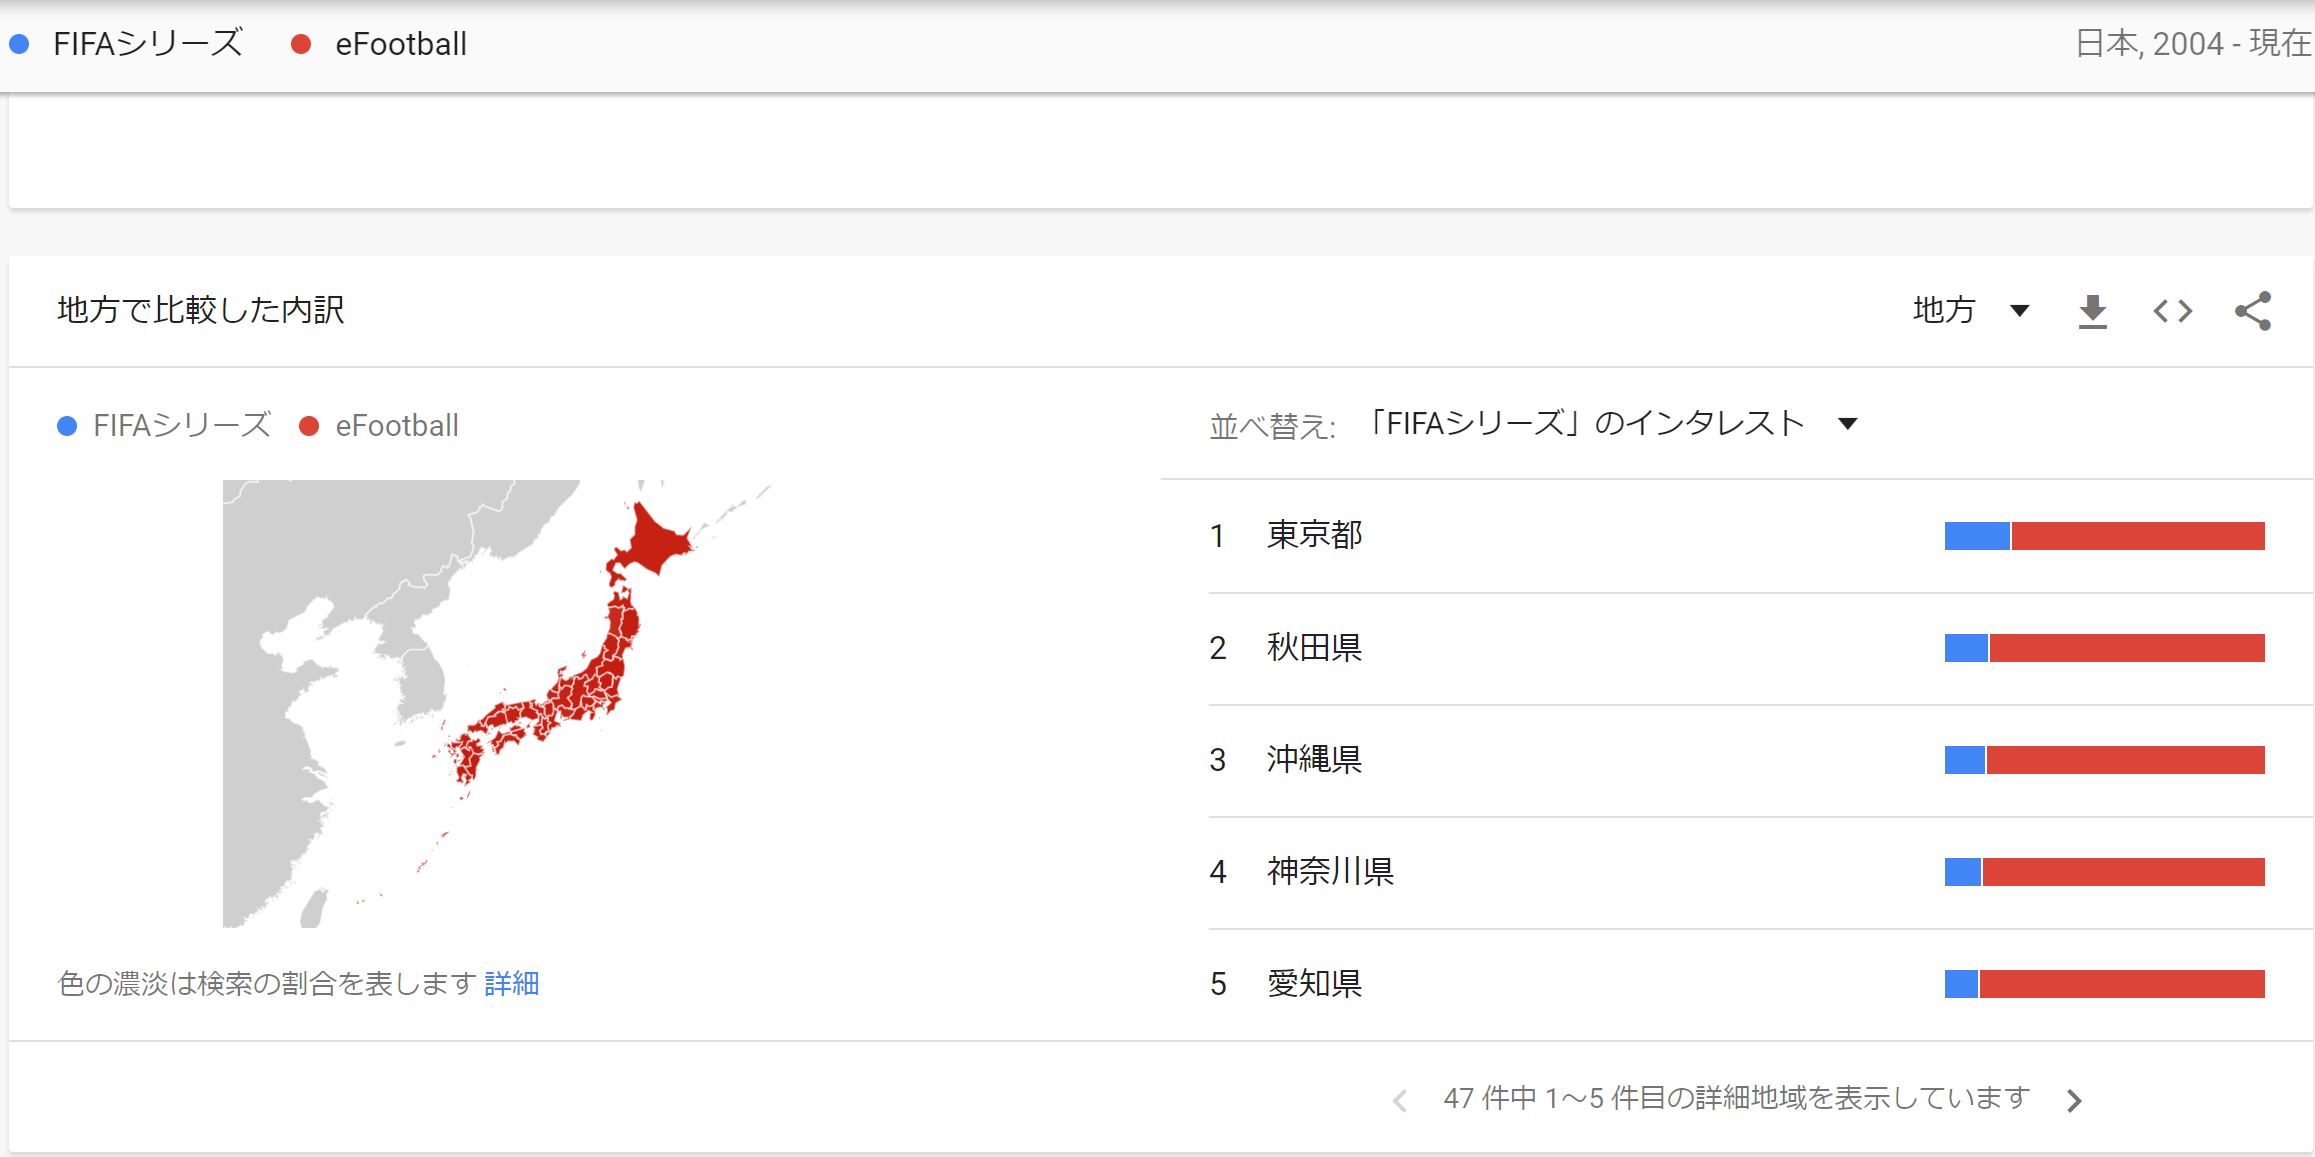 FIFAシリーズ eFootball 日本, 2004 - 現在
地方で比較した内訳 地方
FIFAシリーズ eFootball
並べ替え: 「FIFAシリーズ」のインタレスト
1 東京都
2 秋田県
3 沖縄県
4 神奈川県
5 愛知県
色の濃淡は検索の割合を表します 詳細
47 件中 1～5 件目の詳細地域を表示しています